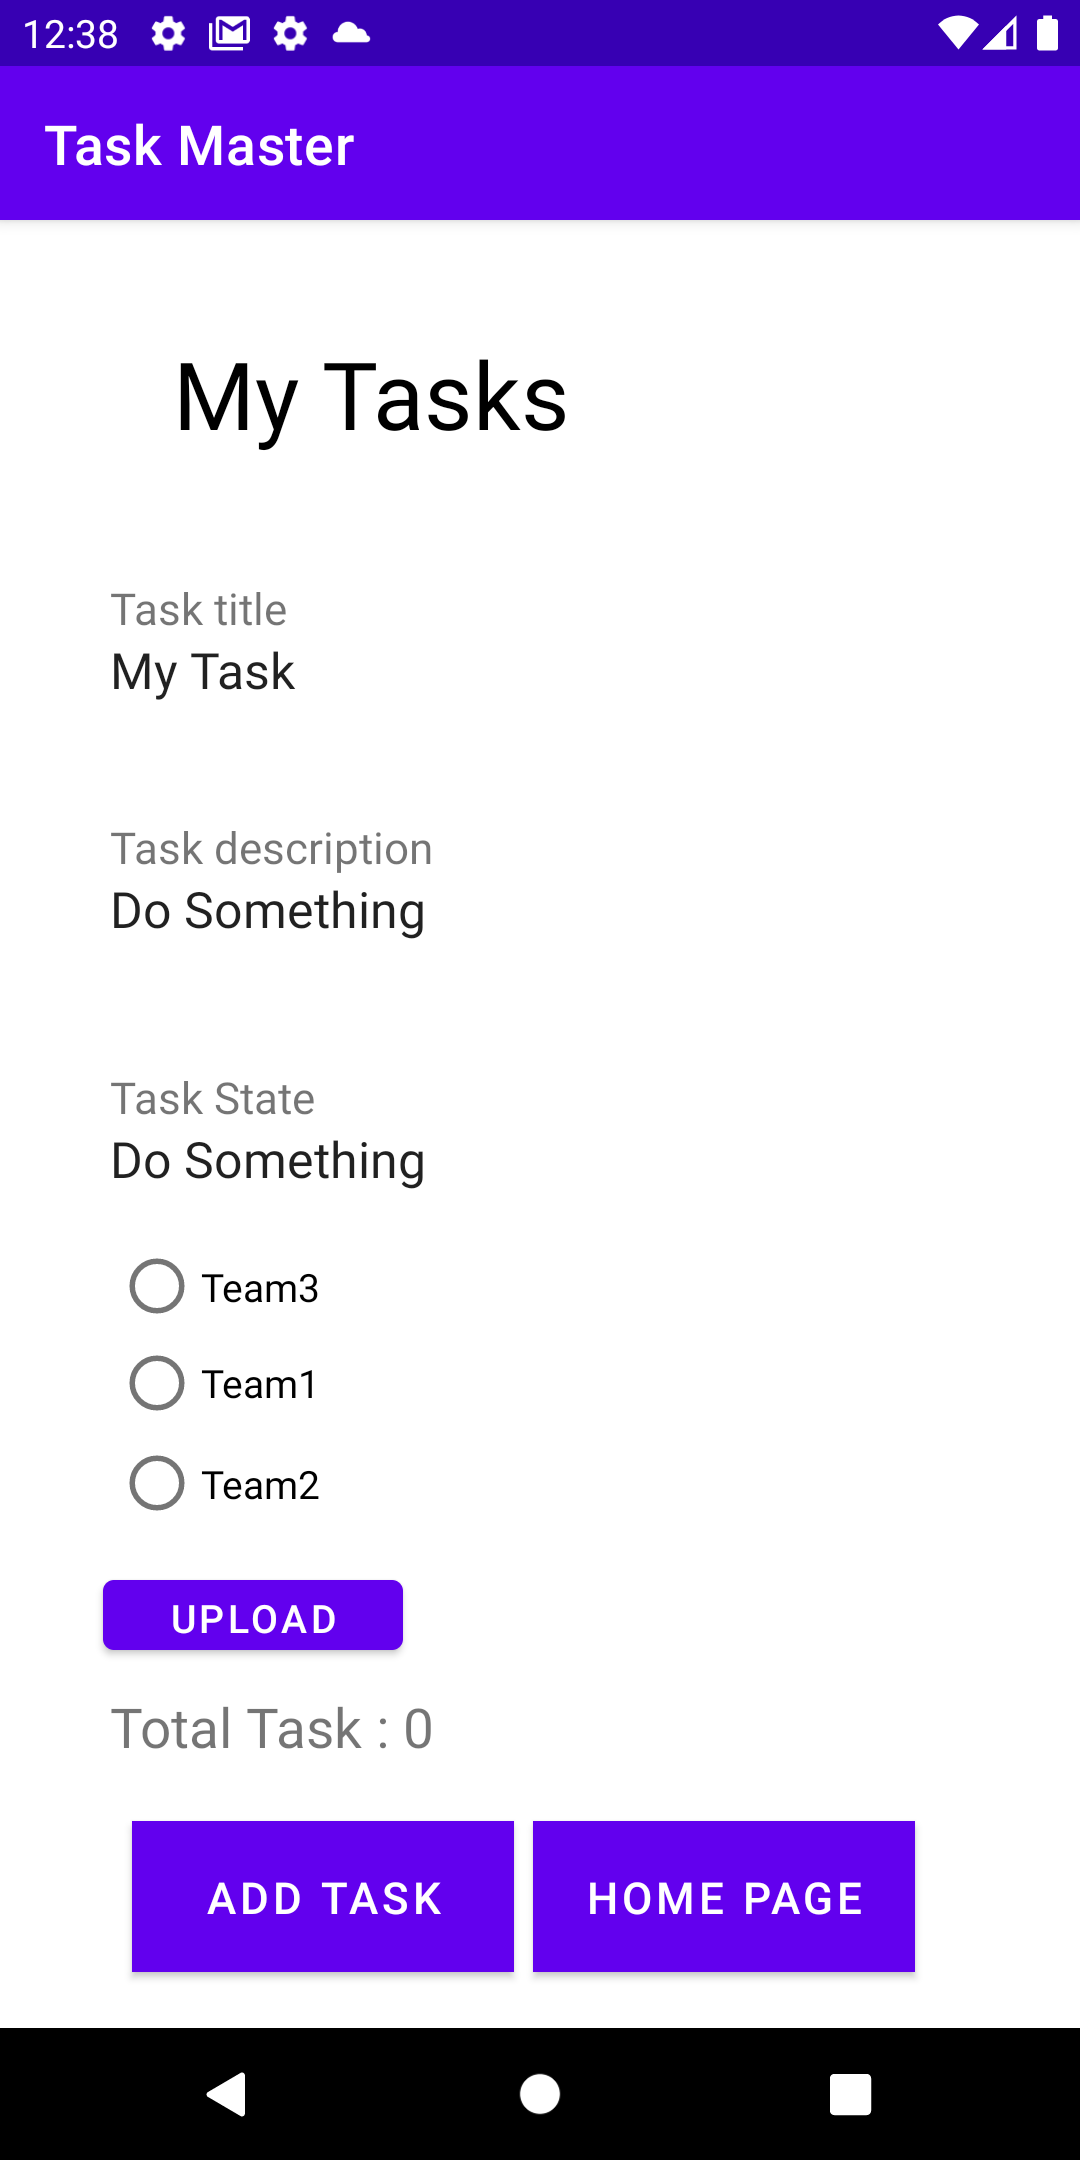 12:38
Task Master
My Tasks
Task title
My Task
Task description
Do Something
Task State
Do Something
Team3
Team1
Team2
UPLOAD
Total Task : 0
ADD TASK
HOME PAGE